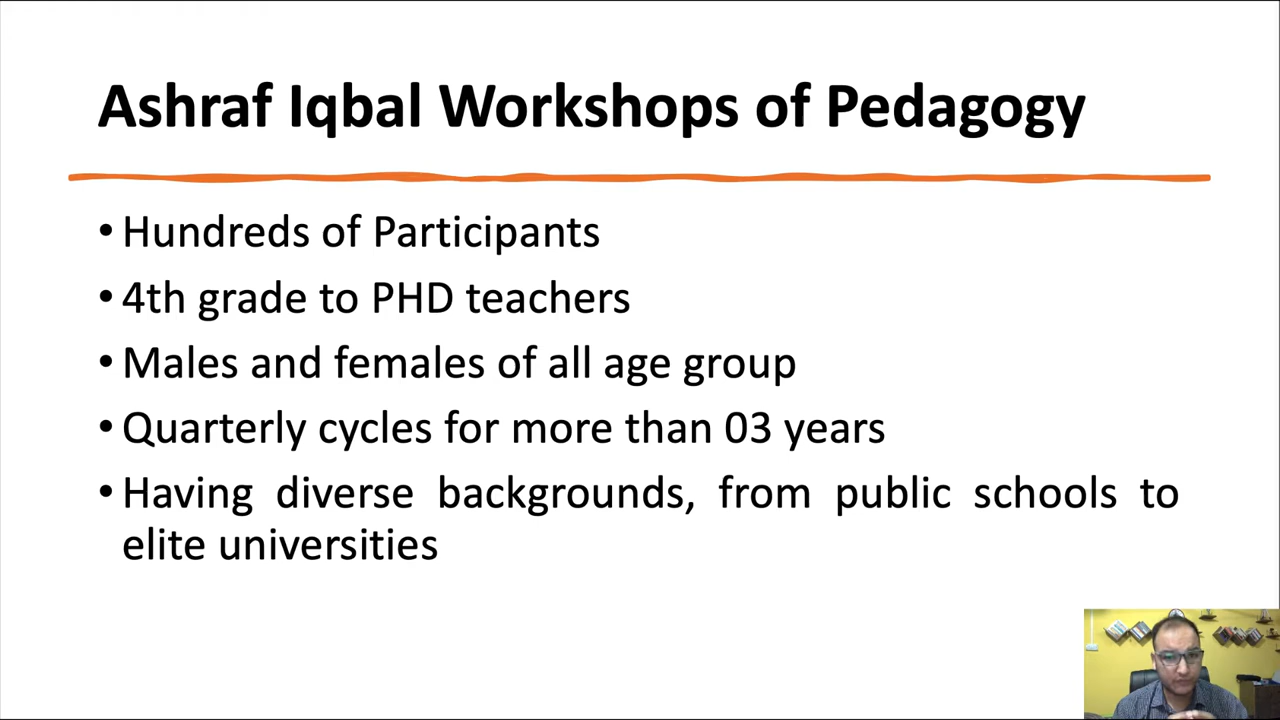 Ashraf Iqbal Workshops of Pedagogy
• Hundreds of Participants
• 4th grade to PHD teachers
• Males and females of all age group
• Quarterly cycles for more than 03 years
• Having diverse backgrounds, from public schools to
elite universities